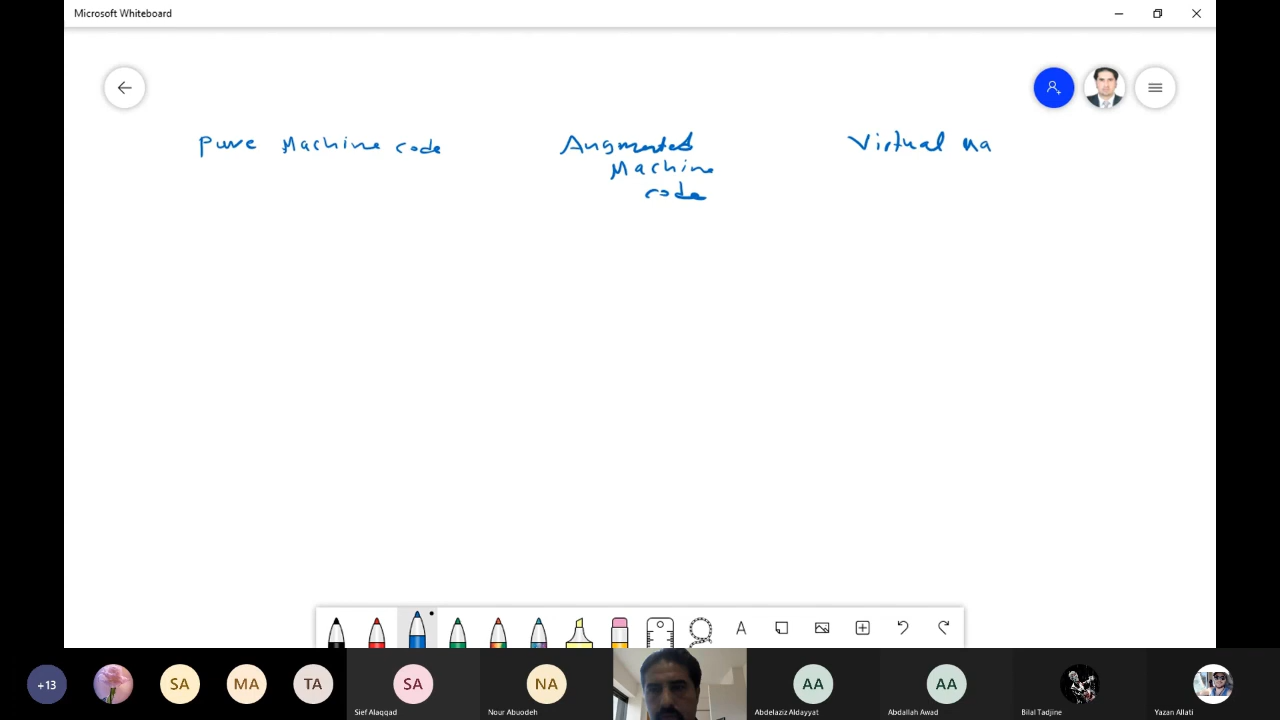 Microsoft Whiteboard
Pure Machine code
Augmented
Machine
code
Virtual Ma
A
+13
SA
MA
TA
SA
NA
AA
AA
Sief Alaqqad
Nour Abuodeh
Abdelaziz Aldayyat
Abdallah Awad
Bilal Tadjine
Yazan Allati